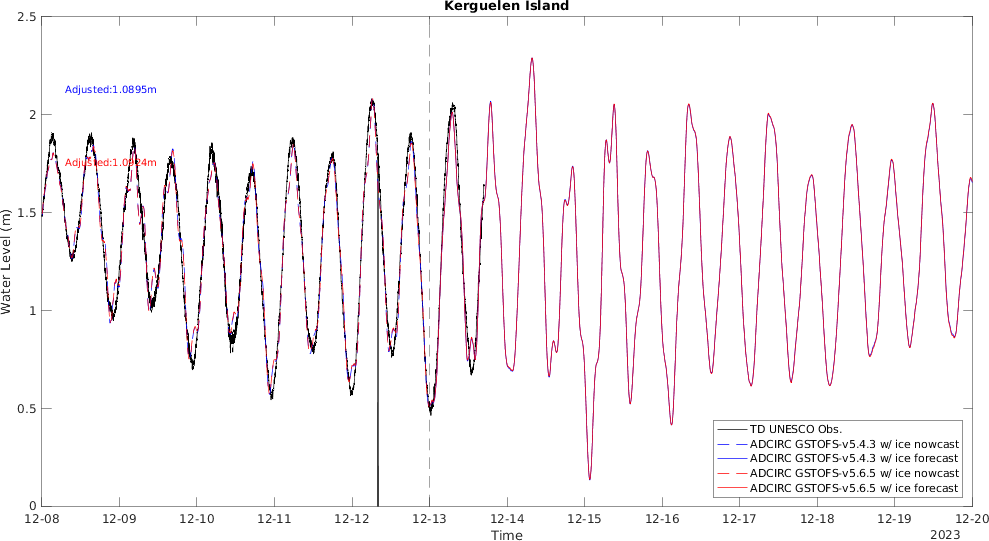 Kerguelen Island
2.5
2
1.5
1
0.5
0
Water Level (m)
Adjusted:1.0895m
TD UNESCO Obs.
ADCIRC GSTOFS-v5.4.3 w/ ice nowcast
ADCIRC GSTOFS-v5.4.3 w/ ice forecast
ADCIRC GSTOFS-v5.6.5 w/ ice nowcast
ADCIRC GSTOFS-v5.6.5 w/ ice forecast
12-08 12-09 12-10 12-11 12-12 12-13 12-14 12-15 12-16 12-17 12-18 12-19 12-20
Time
2023